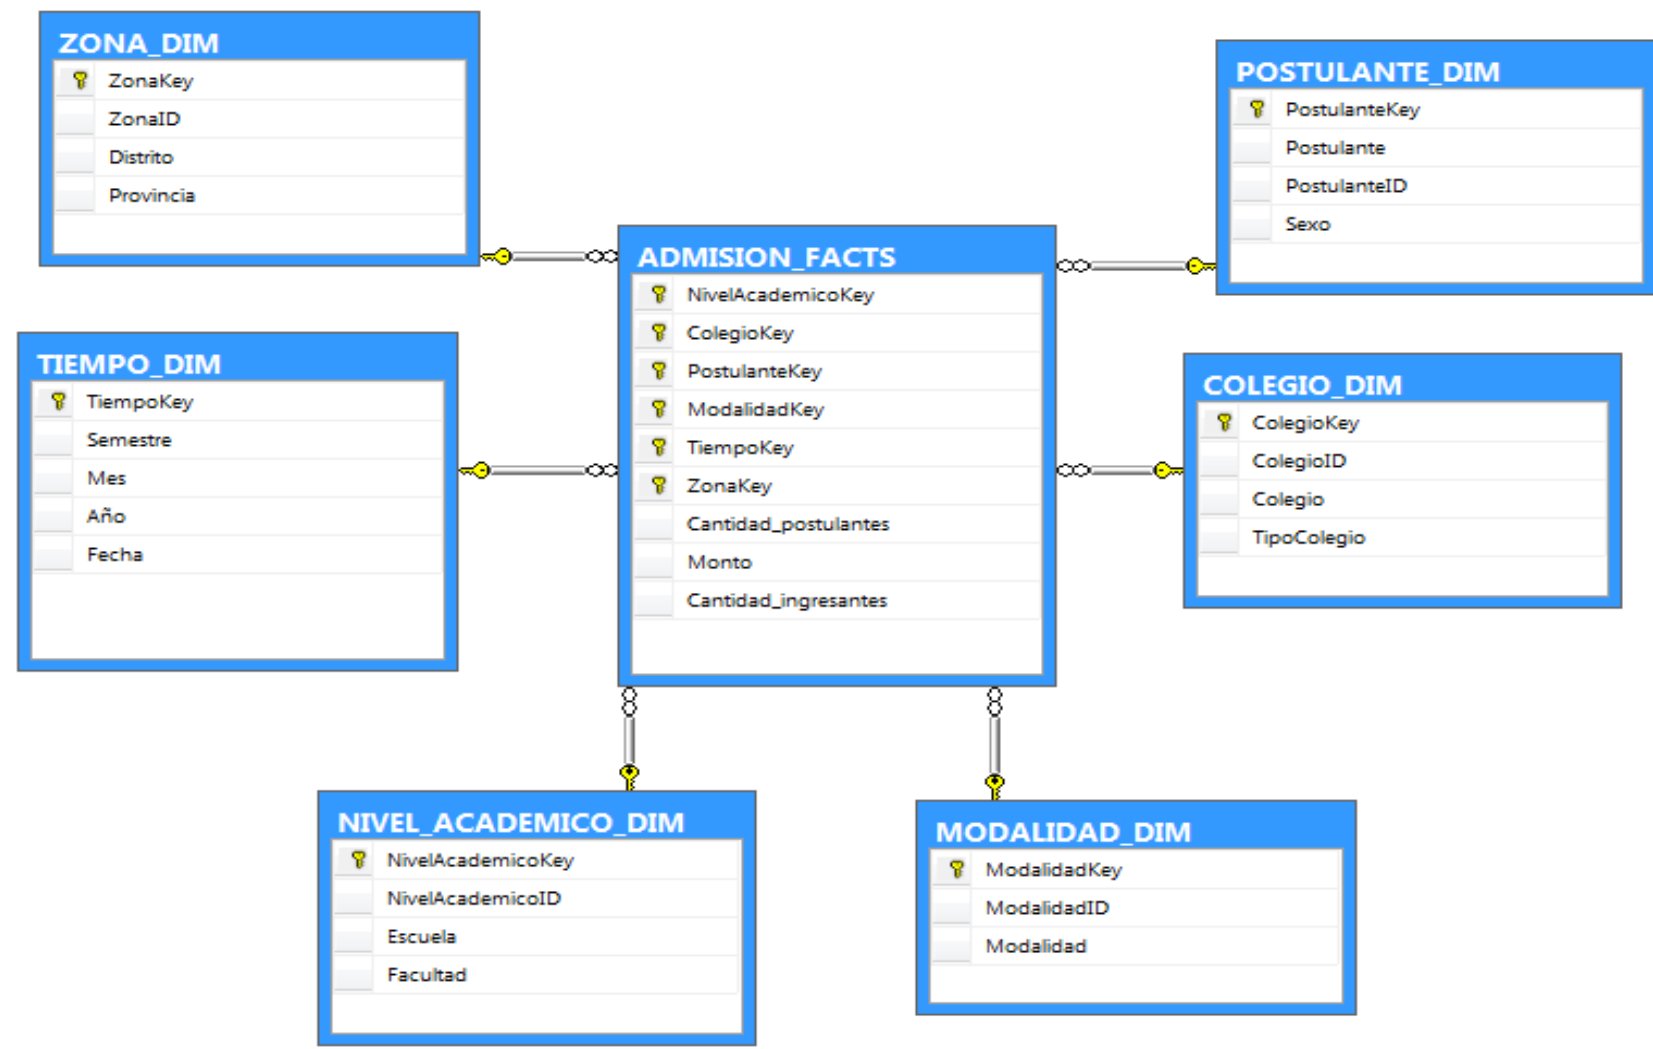 ZONA_DIM
ZonaKey
ZonaID
Distrito
Provincia
POSTULANTE_DIM
PostulanteKey
Postulante
PostulanteID
Sexo
ADMISION_FACTS
NivelAcademicoKey
ColegioKey
PostulanteKey
ModalidadKey
TiempoKey
ZonaKey
Cantidad_postulantes
Monto
Cantidad_ingresantes
TIEMPO_DIM
TiempoKey
Semestre
Mes
Año
Fecha
COLEGIO_DIM
ColegioKey
ColegioID
Colegio
TipoColegio
NIVEL_ACADEMICO_DIM
NivelAcademicoKey
NivelAcademicoID
Escuela
Facultad
MODALIDAD_DIM
ModalidadKey
ModalidadID
Modalidad